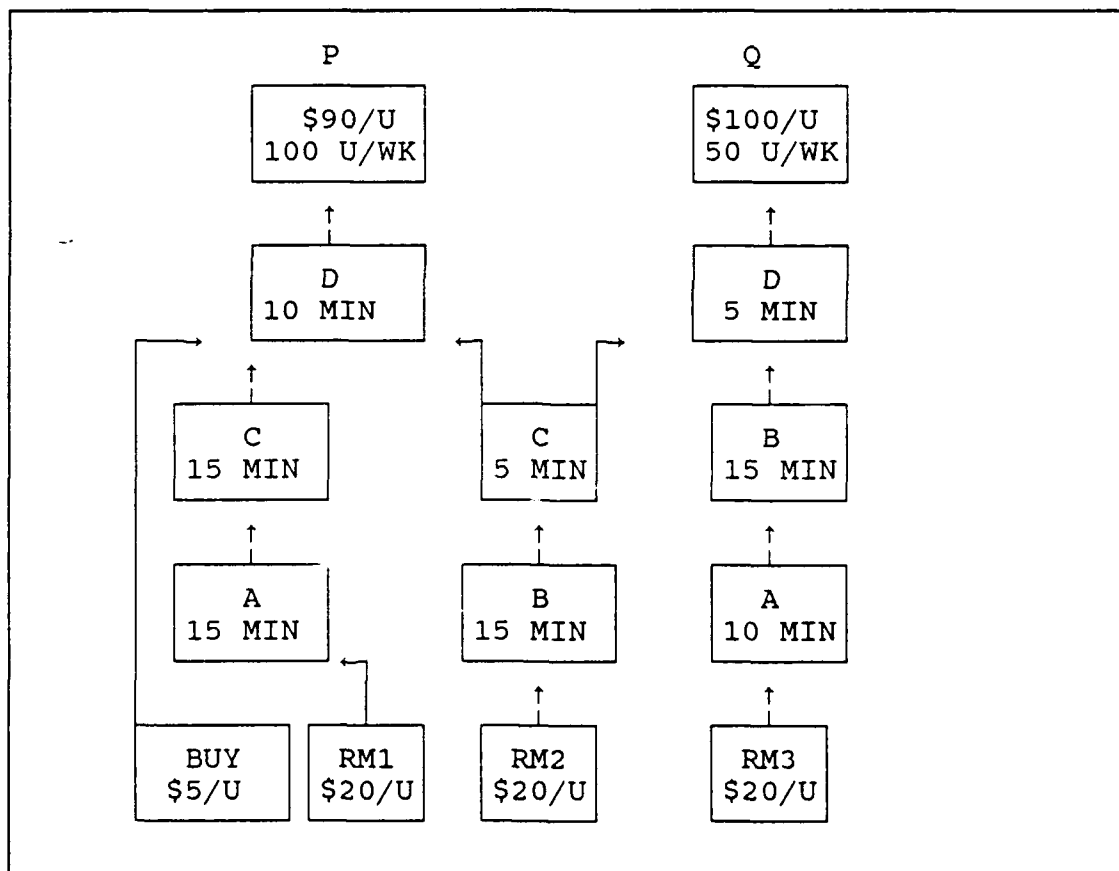 P
Q
$90/U
100 U/WK
$100/U
50 U/WK
D
10 MIN
D
5 MIN
C
15 MIN
C
5 MIN
B
15 MIN
A
15 MIN
B
15 MIN
A
10 MIN
BUY
$5/U
RM1
$20/U
RM2
$20/U
RM3
$20/U